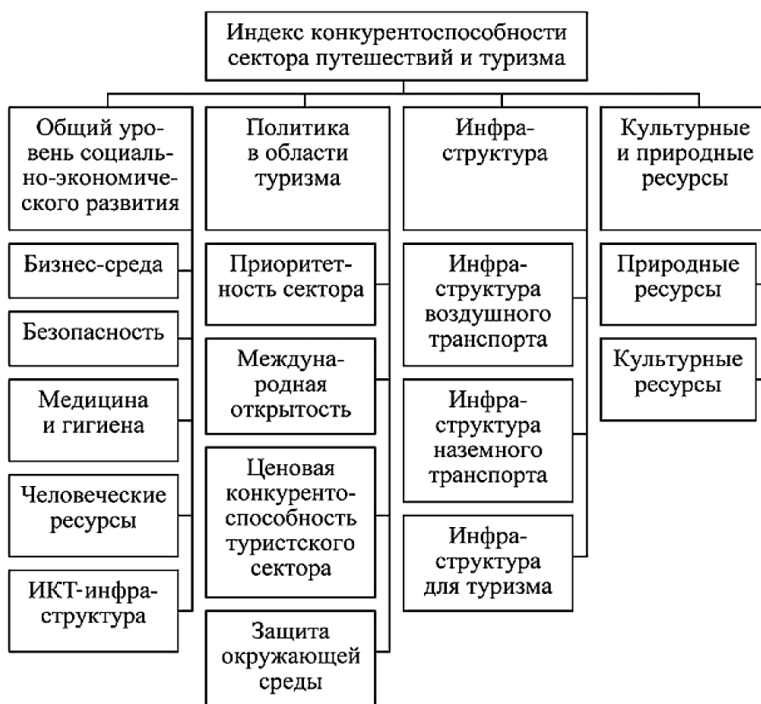 Индекс конкурентоспособности
сектора путешествий и туризма
Общий уро-
вень социаль-
но-экономиче-
ского развития
Бизнес-среда
Безопасность
Медицина
и гигиена
Человеческие
ресурсы
ИКТ-инфра-
структура
Политика
в области
туризма
Приоритет-
ность сектора
Междуна-
родная
открытость
Ценовая
конкуренто-
способность
туристского
сектора
Защита
окружающей
среды
Инфра-
структура
Инфра-
структура
воздушного
транспорта
Инфра-
структура
наземного
транспорта
Инфра-
структура
для туризма
Культурные
и природные
ресурсы
Природные
ресурсы
Культурные
ресурсы